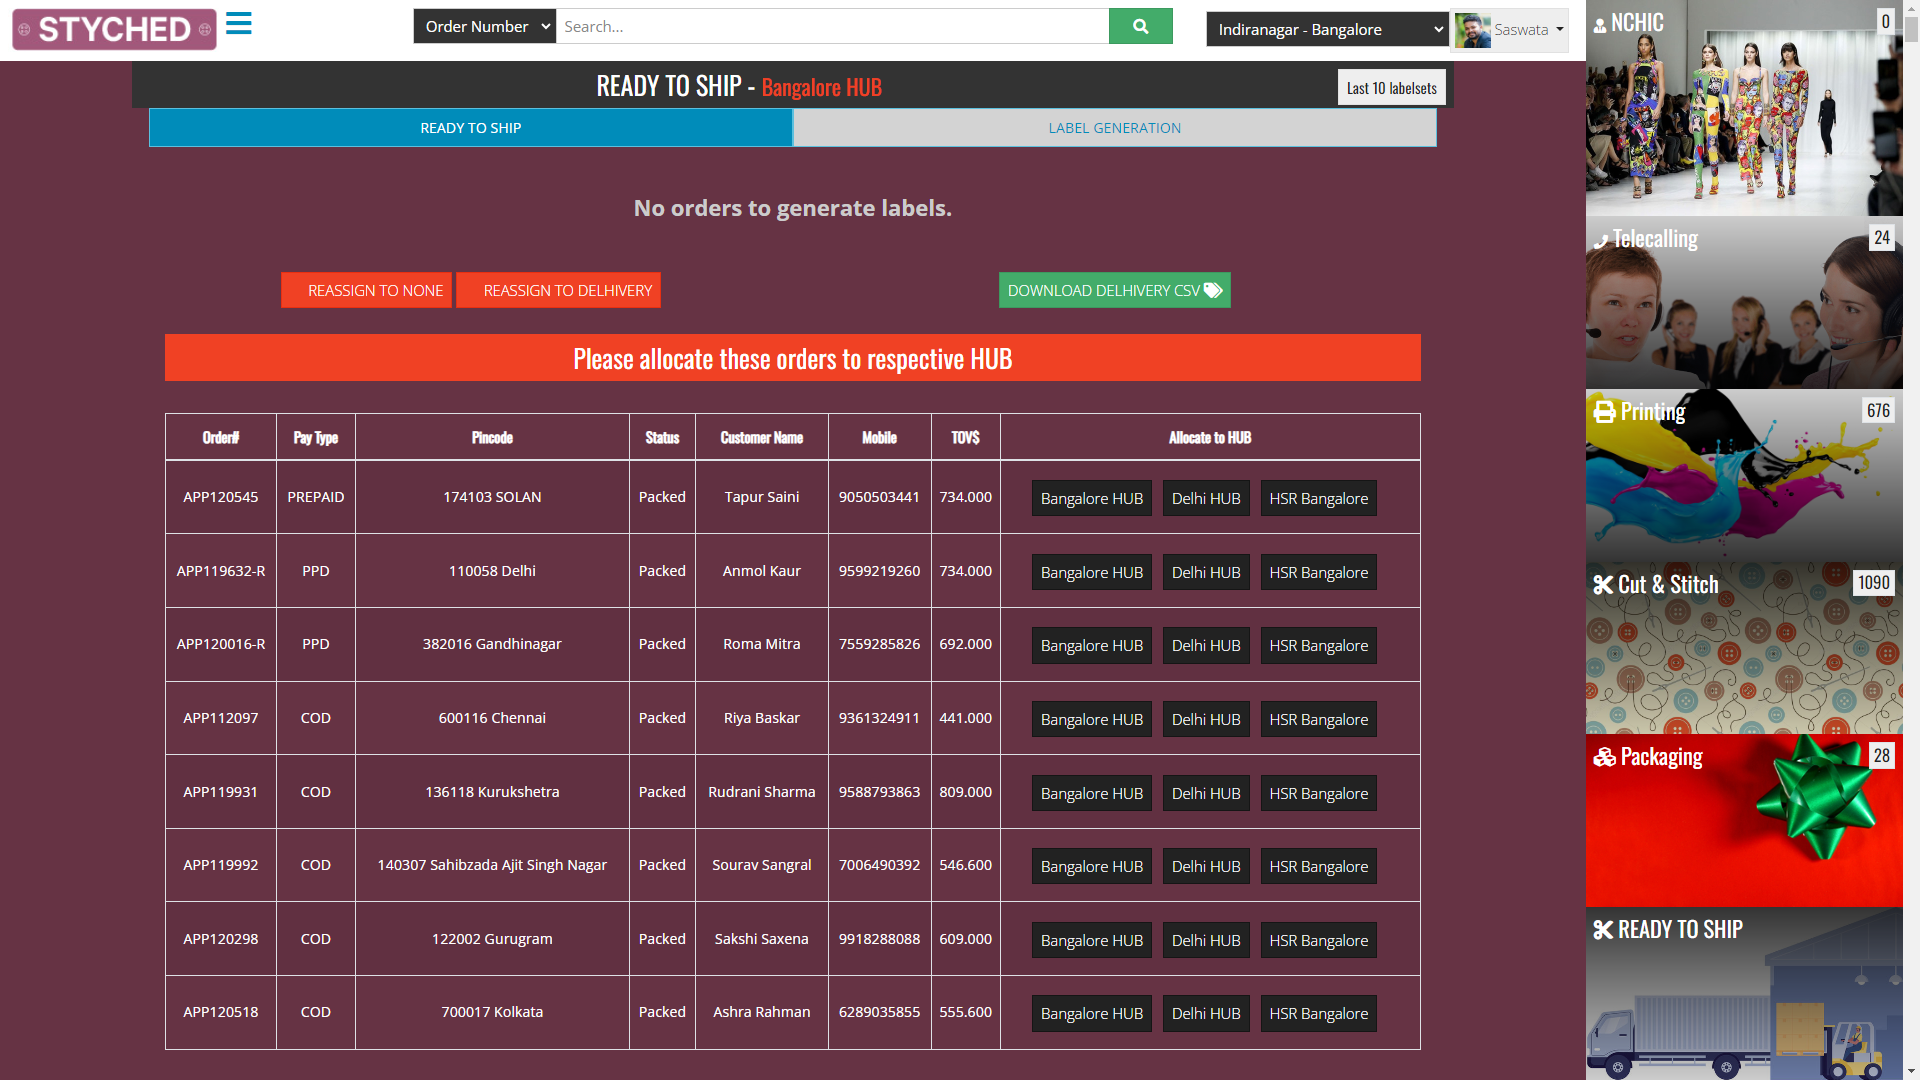 STYCHED
Order Number
Search...
Indiranagar - Bangalore
Saswata
READY TO SHIP - Bangalore HUB
Last 10 labelsets
READY TO SHIP
LABEL GENERATION
No orders to generate labels.
REASSIGN TO NONE
REASSIGN TO DELHIVERY
DOWNLOAD DELHIVERY CSV
Please allocate these orders to respective HUB
Order# Pay Type Pincode Status Customer Name Mobile TOV$ Allocate to HUB
APP120545 PREPAID 174103 SOLAN Packed Tapur Saini 9050503441 734.000 Bangalore HUB Delhi HUB HSR Bangalore
APP119632-R PPD 110058 Delhi Packed Anmol Kaur 9599219260 734.000 Bangalore HUB Delhi HUB HSR Bangalore
APP120016-R PPD 382016 Gandhinagar Packed Roma Mitra 7559285826 692.000 Bangalore HUB Delhi HUB HSR Bangalore
APP112097 COD 600116 Chennai Packed Riya Baskar 9361324911 441.000 Bangalore HUB Delhi HUB HSR Bangalore
APP119931 COD 136118 Kurukshetra Packed Rudrani Sharma 9588793863 809.000 Bangalore HUB Delhi HUB HSR Bangalore
APP119992 COD 140307 Sahibzada Ajit Singh Nagar Packed Sourav Sangral 7006490392 546.600 Bangalore HUB Delhi HUB HSR Bangalore
APP120298 COD 122002 Gurugram Packed Sakshi Saxena 9918288088 609.000 Bangalore HUB Delhi HUB HSR Bangalore
APP120518 COD 700017 Kolkata Packed Ashra Rahman 6289035855 555.600 Bangalore HUB Delhi HUB HSR Bangalore
NCHIC 0
Telecalling 24
Printing 676
Cut & Stitch 1090
Packaging 28
READY TO SHIP